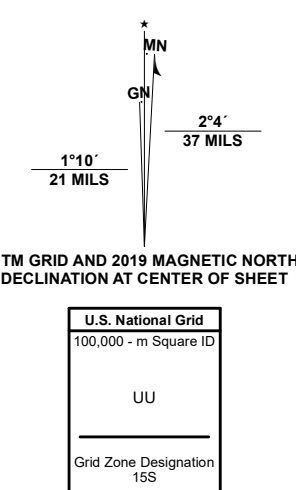 ★
MN
GN
2°4´
37 MILS
1°10´
21 MILS
TM GRID AND 2019 MAGNETIC NORTH
DECLINATION AT CENTER OF SHEET
U.S. National Grid
100,000 - m Square ID
UU
Grid Zone Designation
15S